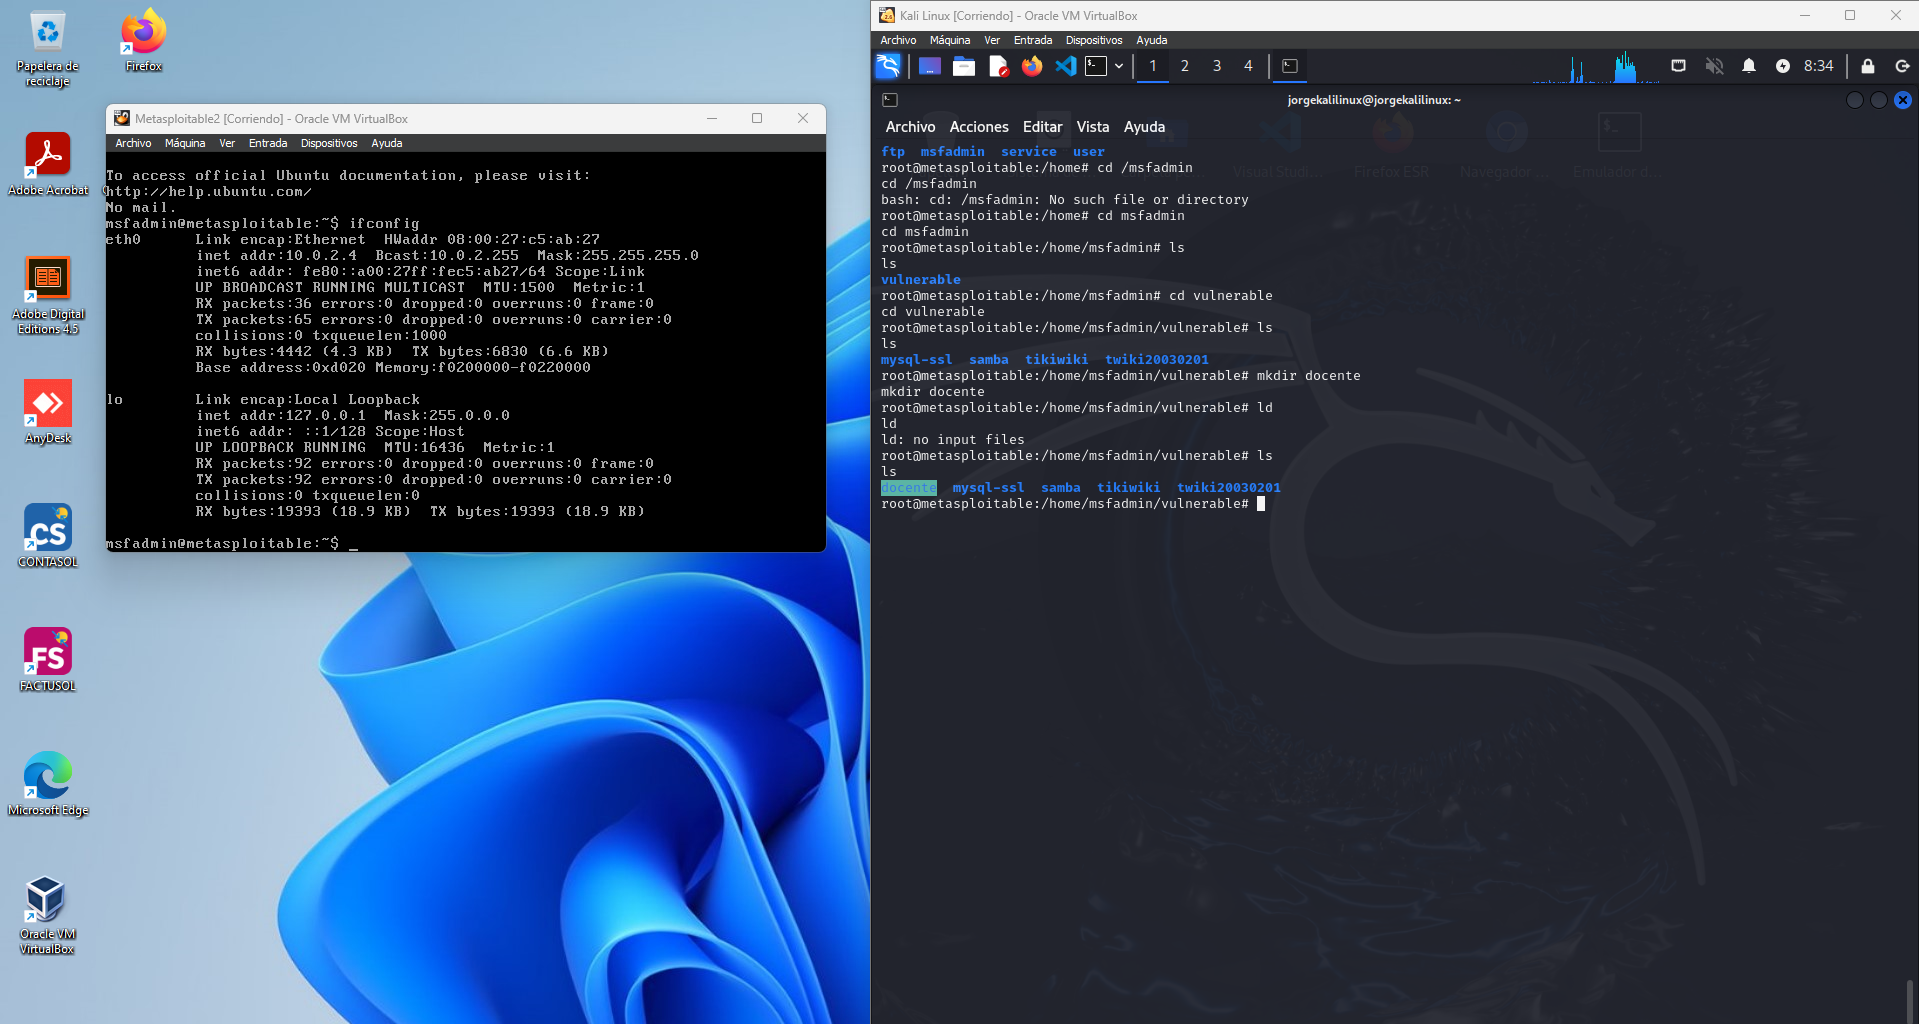 Papelera de
reciclaje
Firefox
Adobe Acrobat
Adobe Digital
Editions 4.5
AnyDesk
CONTASOL
FACTUSOL
Microsoft Edge
Oracle VM
VirtualBox
Metasploitable2 [Corriendo] - Oracle VM VirtualBox
Archivo Máquina Ver Entrada Dispositivos Ayuda
To access official Ubuntu documentation, please visit:
http://help.ubuntu.com/
No mail.
msfadmin@metasploitable:~$ ifconfig
eth0 Link encap:Ethernet HWaddr 08:00:27:c5:ab:27
inet addr:10.0.2.4 Bcast:10.0.2.255 Mask:255.255.255.0
inet6 addr: fe80::a00:27ff:fec5:ab27/64 Scope:Link
UP BROADCAST RUNNING MULTICAST MTU:1500 Metric:1
RX packets:36 errors:0 dropped:0 overruns:0 frame:0
TX packets:65 errors:0 dropped:0 overruns:0 carrier:0
collisions:0 txqueuelen:1000
RX bytes:4442 (4.3 KB) TX bytes:6830 (6.6 KB)
Base address:0xd020 Memory:f0200000-f0220000
lo Link encap:Local Loopback
inet addr:127.0.0.1 Mask:255.0.0.0
inet6 addr: ::1/128 Scope:Host
UP LOOPBACK RUNNING MTU:16436 Metric:1
RX packets:92 errors:0 dropped:0 overruns:0 frame:0
TX packets:92 errors:0 dropped:0 overruns:0 carrier:0
collisions:0 txqueuelen:0
RX bytes:19393 (18.9 KB) TX bytes:19393 (18.9 KB)
msfadmin@metasploitable:~$ _
Kali Linux [Corriendo] - Oracle VM VirtualBox
Archivo Máquina Ver Entrada Dispositivos Ayuda
1 2 3 4 8:34
jorgekalilinux@jorgekalilinux: ~
Archivo Acciones Editar Vista Ayuda
ftp msfadmin service user
root@metasploitable:/home# cd /msfadmin
cd /msfadmin
bash: cd: /msfadmin: No such file or directory
root@metasploitable:/home# cd msfadmin
cd msfadmin
root@metasploitable:/home/msfadmin# ls
ls
vulnerable
root@metasploitable:/home/msfadmin# cd vulnerable
cd vulnerable
root@metasploitable:/home/msfadmin/vulnerable# ls
ls
mysql-ssl samba tikiwiki twiki20030201
root@metasploitable:/home/msfadmin/vulnerable# mkdir docente
mkdir docente
root@metasploitable:/home/msfadmin/vulnerable# ld
ld
ld: no input files
root@metasploitable:/home/msfadmin/vulnerable# ls
ls
docente mysql-ssl samba tikiwiki twiki20030201
root@metasploitable:/home/msfadmin/vulnerable#
Visual Studi...
Firefox ESR
Navegador ...
Emulador d...
CS
FS